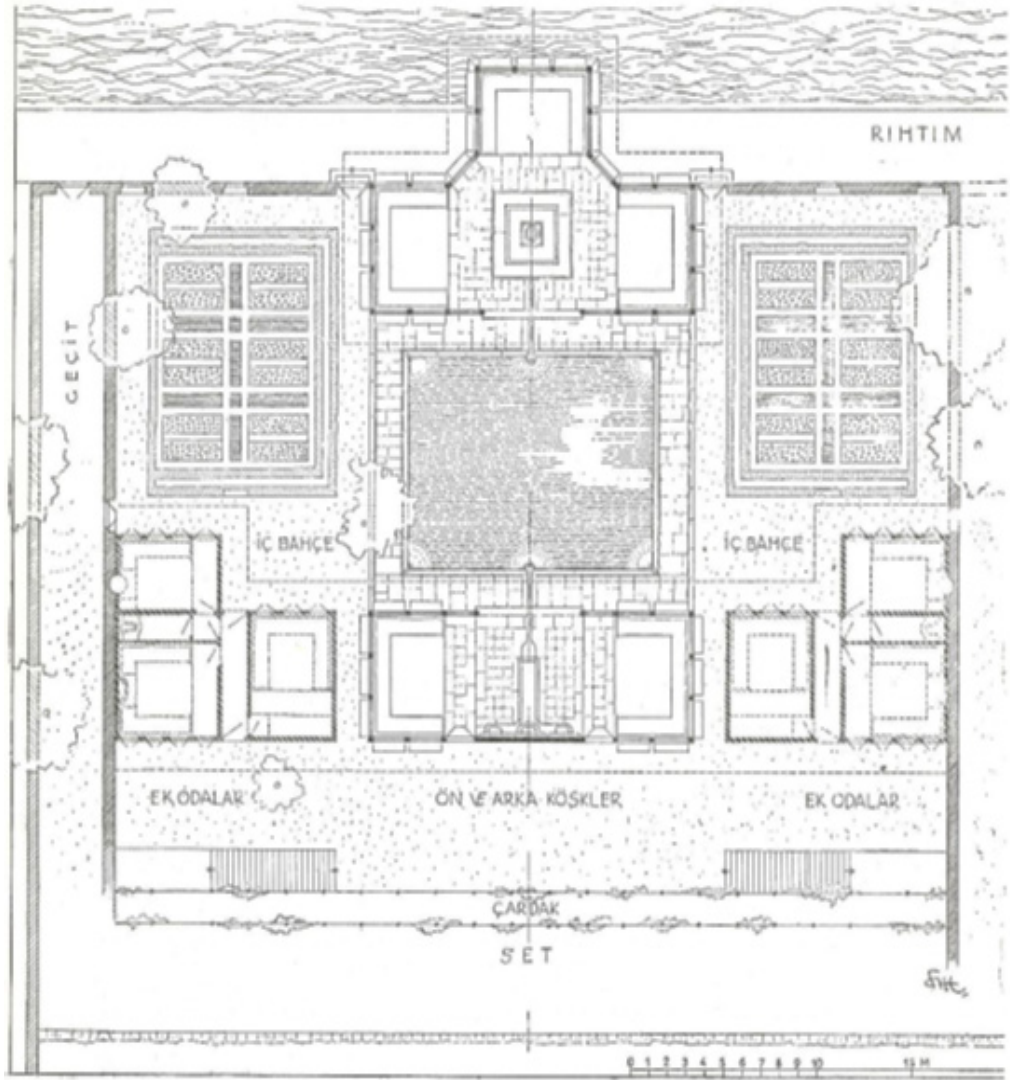 RIHTIM
GEÇİT
İÇ BAHÇE
İÇ BAHÇE
EK ODALAR
ÖN VE ARKA KÖŞKLER
EK ODALAR
ÇARDAK
SET
0 1 2 3 4 5 6 7 8 9 10 15 M